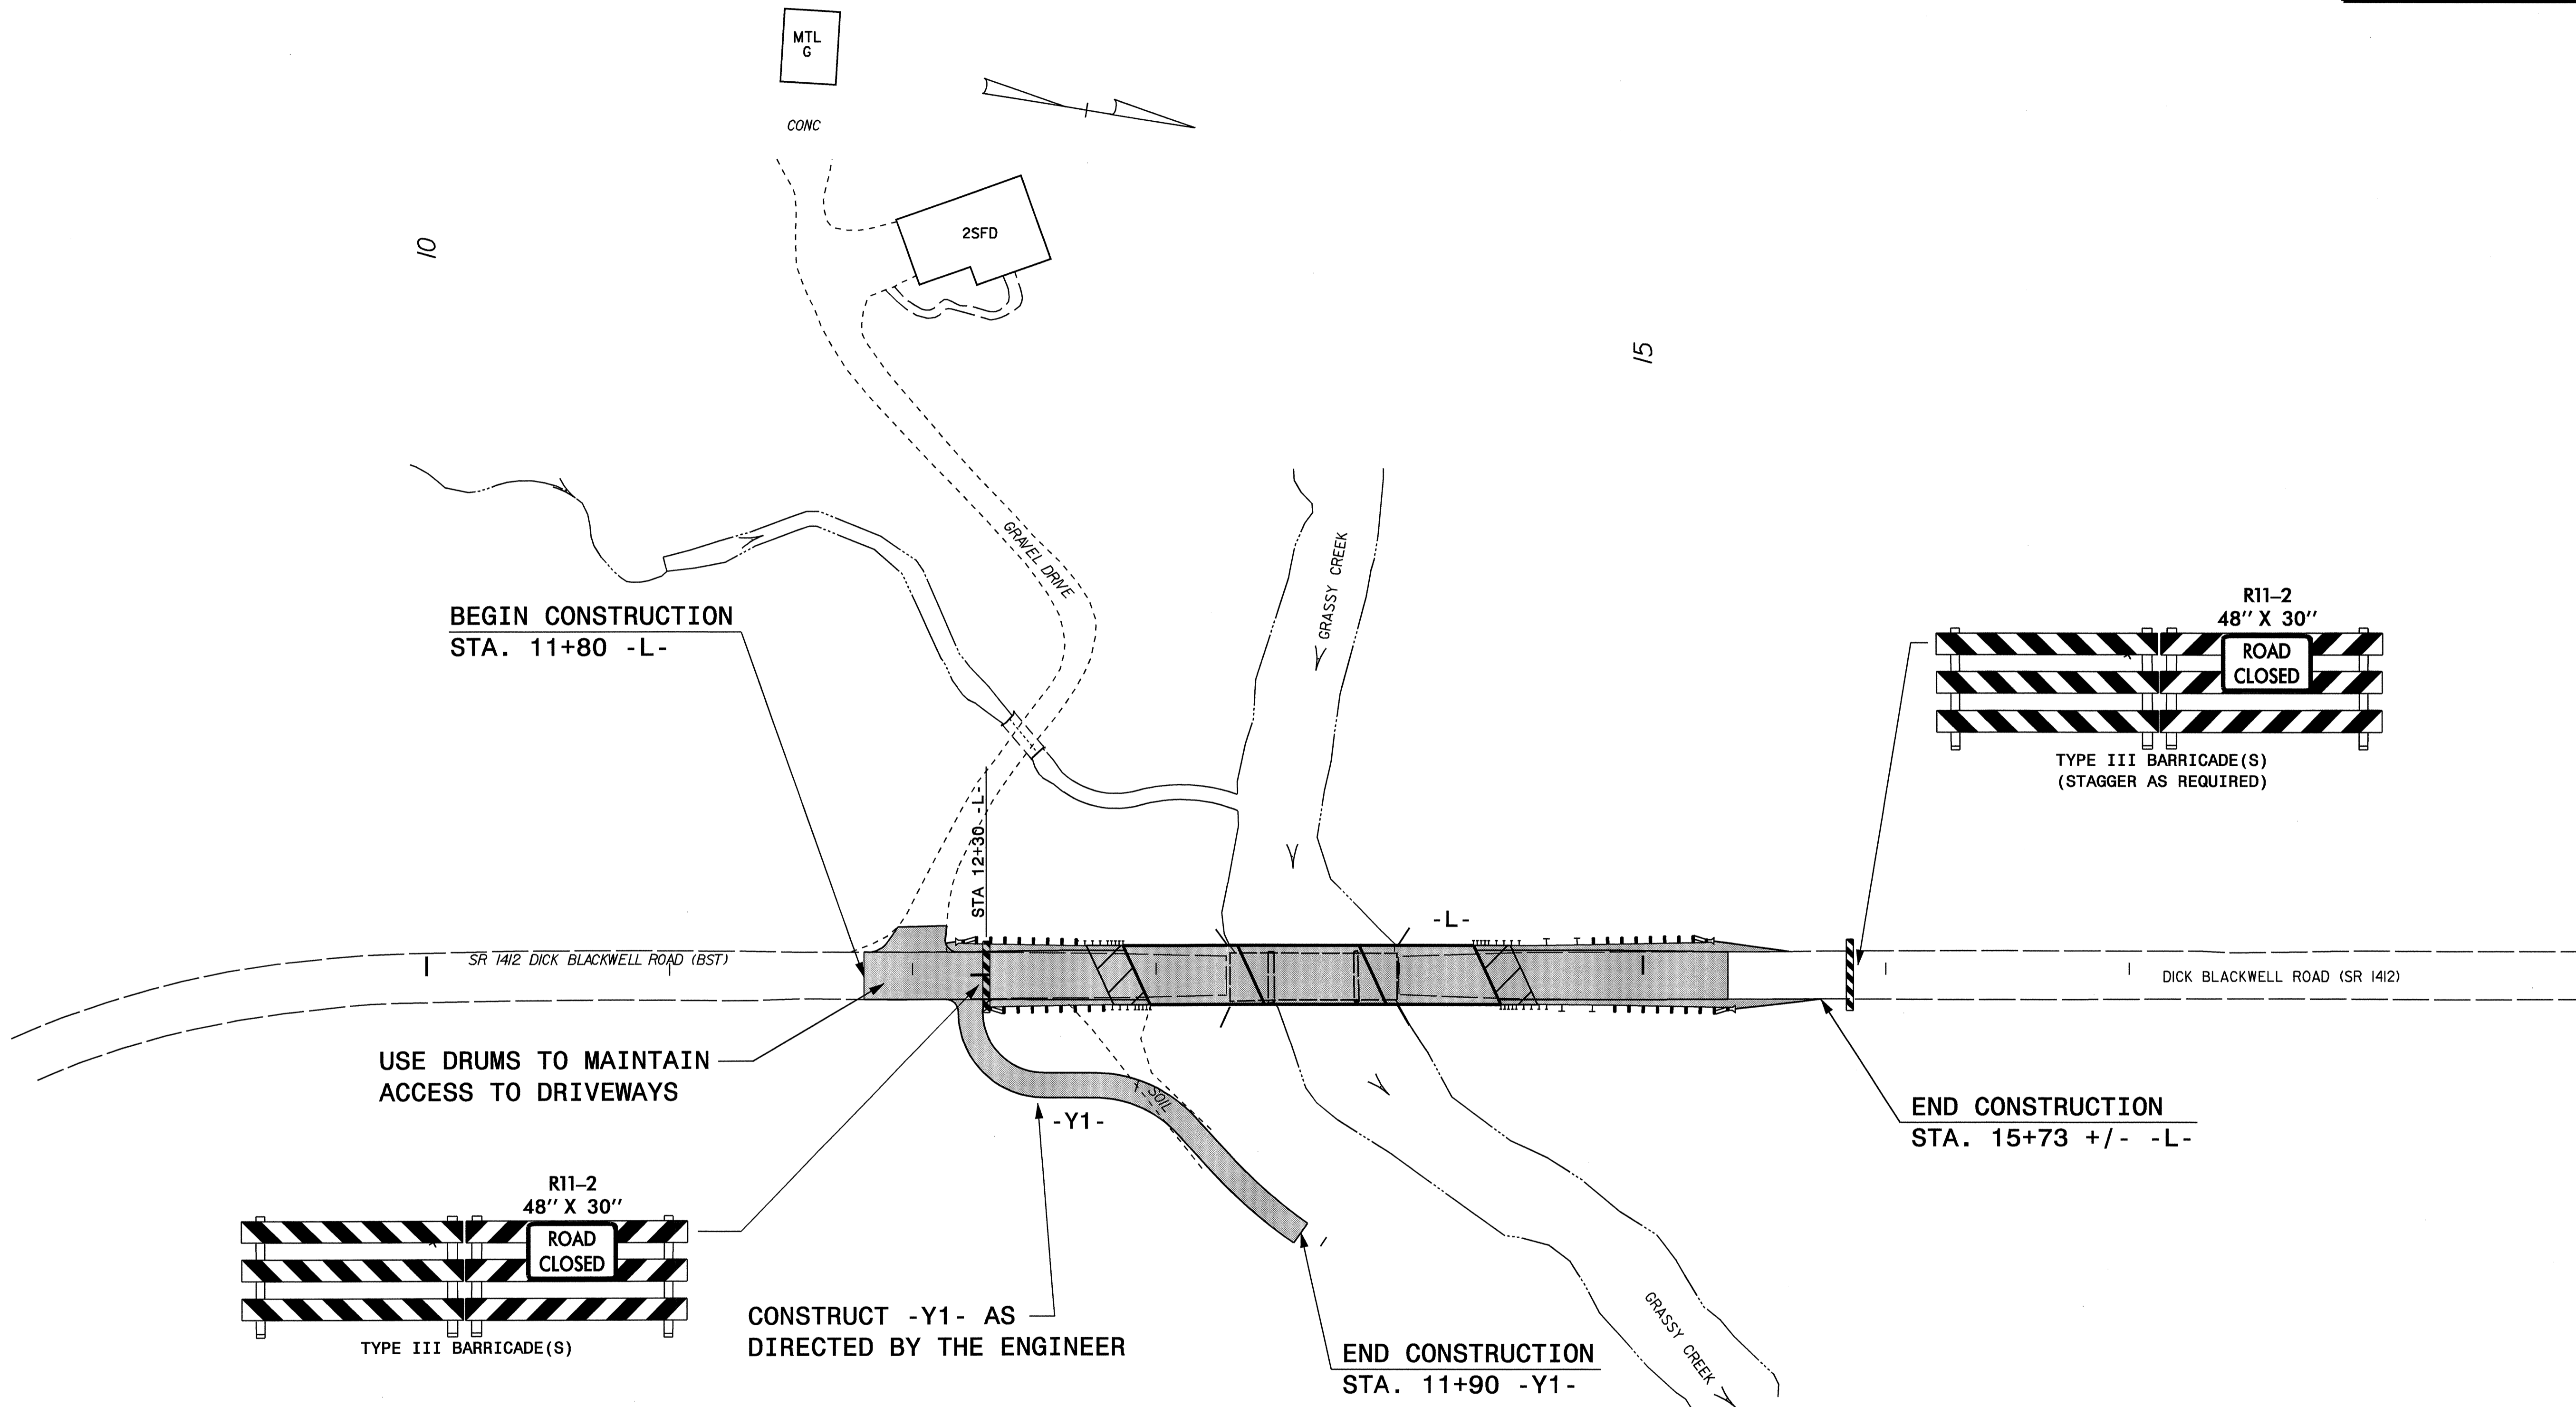 MTL
G
CONC
2SFD
10
15
GRAVEL DRIVE
GRASSY CREEK
BEGIN CONSTRUCTION
STA. 11+80 -L-
R11-2
48" X 30"
ROAD
CLOSED
TYPE III BARRICADE(S)
(STAGGER AS REQUIRED)
STA 12+30 -L-
-L-
SR 1412 DICK BLACKWELL ROAD (BST)
DICK BLACKWELL ROAD (SR 1412)
USE DRUMS TO MAINTAIN
ACCESS TO DRIVEWAYS
SOIL
-Y1-
END CONSTRUCTION
STA. 15+73 +/- -L-
R11-2
48" X 30"
ROAD
CLOSED
TYPE III BARRICADE(S)
CONSTRUCT -Y1- AS
DIRECTED BY THE ENGINEER
END CONSTRUCTION
STA. 11+90 -Y1-
GRASSY CREEK